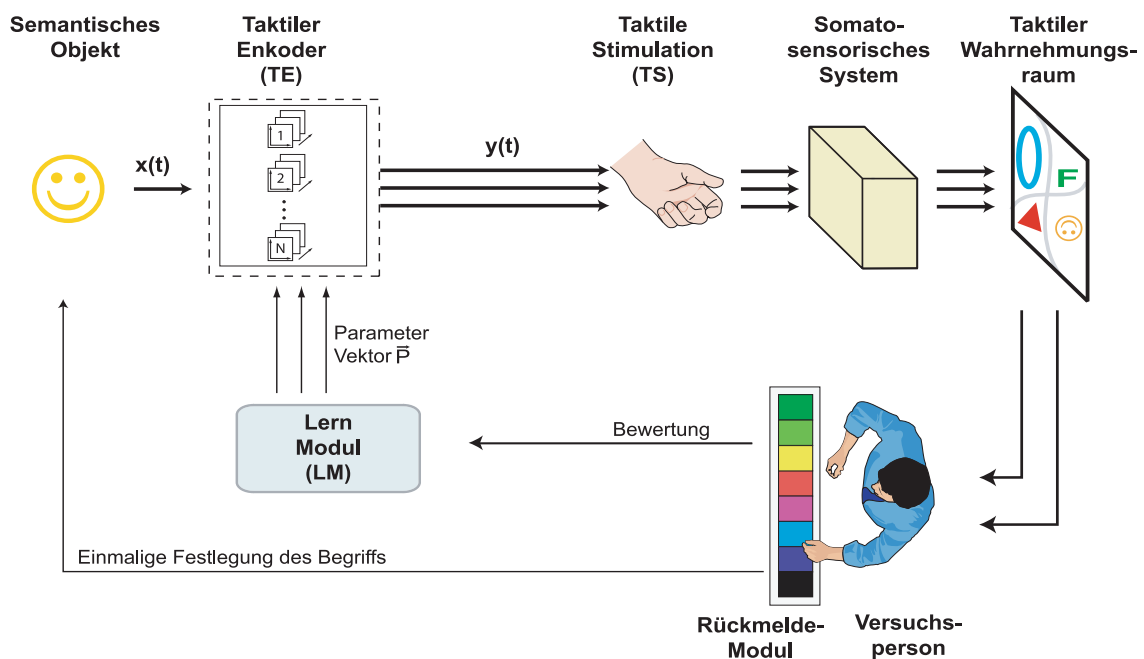 Semantisches
Objekt
Taktiler
Enkoder
(TE)
Taktile
Stimulation
(TS)
Somato-
sensorisches
System
Taktiler
Wahrnehmungs-
raum
x(t)
1
2
N
y(t)
F
Parameter
Vektor P⃗
Lern
Modul
(LM)
Bewertung
Einmalige Festlegung des Begriffs
Rückmelde-
Modul
Versuchs-
person